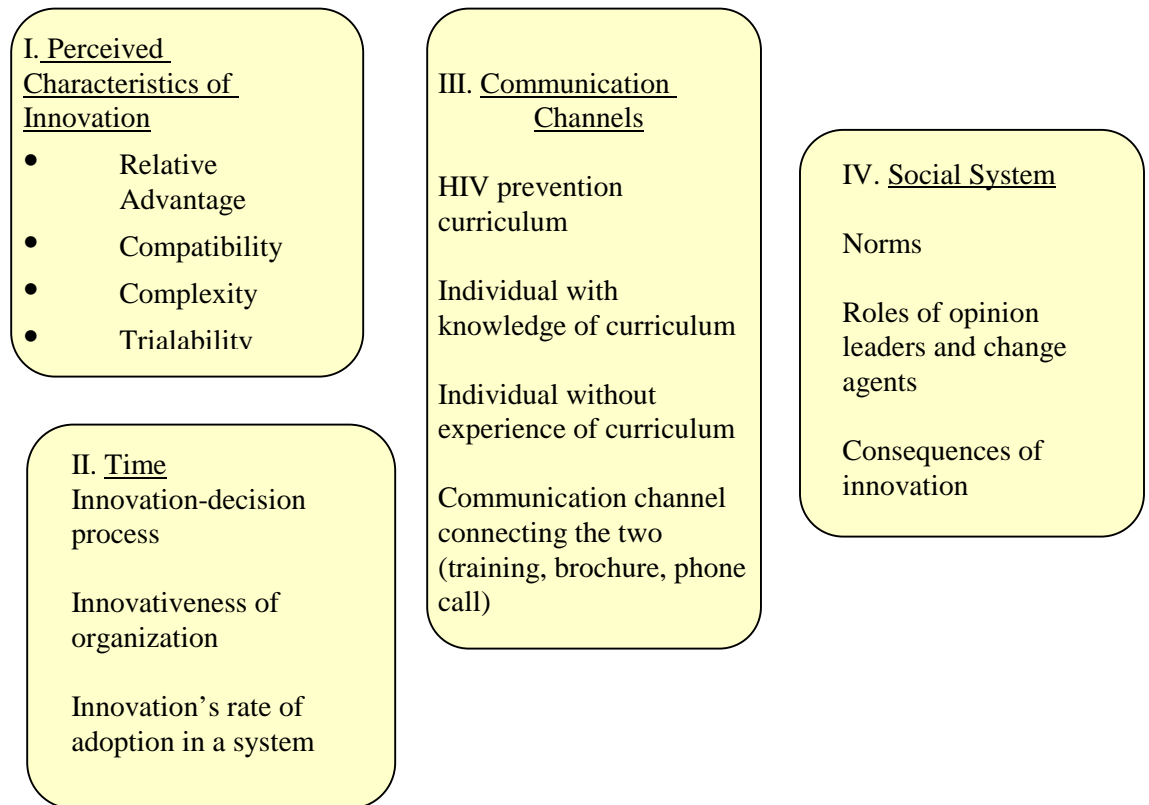 I. Perceived
Characteristics of
Innovation
• Relative
Advantage
• Compatibility
• Complexity
• Trialability
II. Time
Innovation-decision
process
Innovativeness of
organization
Innovation’s rate of
adoption in a system
III. Communication
Channels
HIV prevention
curriculum
Individual with
knowledge of curriculum
Individual without
experience of curriculum
Communication channel
connecting the two
(training, brochure, phone
call)
IV. Social System
Norms
Roles of opinion
leaders and change
agents
Consequences of
innovation